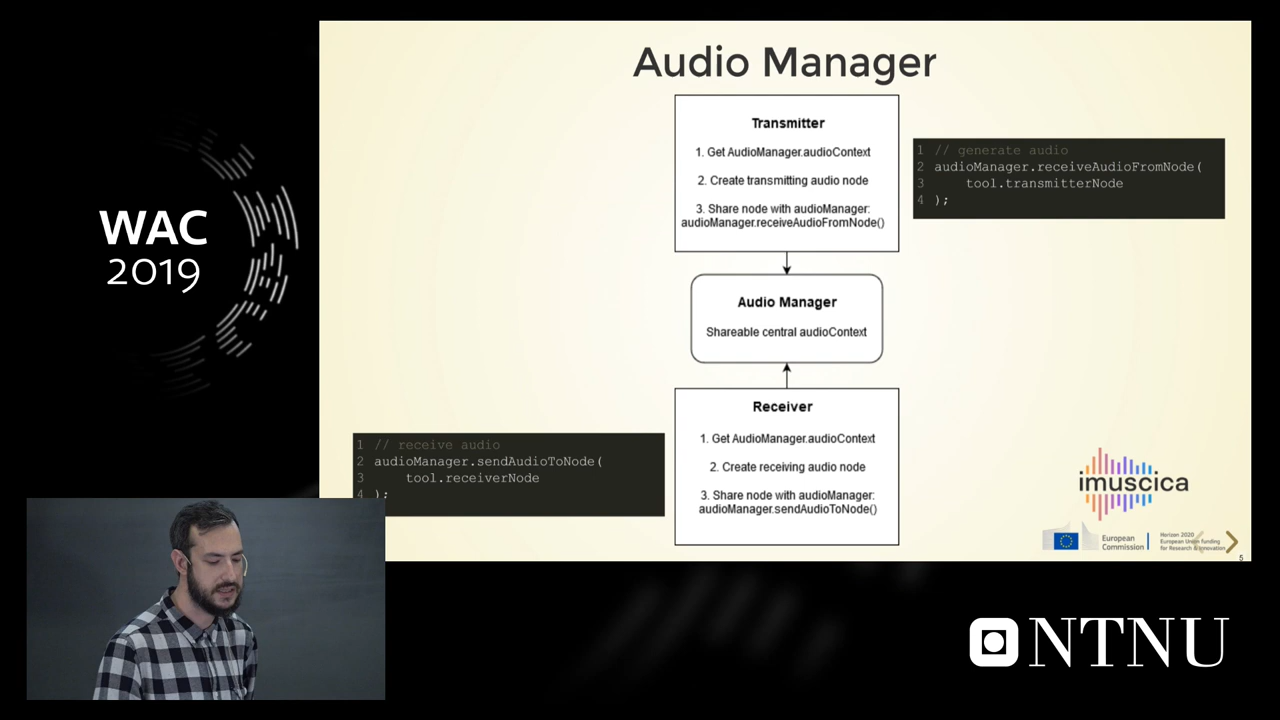 WAC
2019
Audio Manager
Transmitter
1. Get AudioManager.audioContext
2. Create transmitting audio node
3. Share node with audioManager:
audioManager.receiveAudioFromNode()
1 // generate audio
2 audioManager.receiveAudioFromNode(
3 tool.transmitterNode
4 );
Audio Manager
Shareable central audioContext
Receiver
1. Get AudioManager.audioContext
2. Create receiving audio node
3. Share node with audioManager:
audioManager.sendAudioToNode()
1 // receive audio
2 audioManager.sendAudioToNode(
3 tool.receiverNode
4 );
imuscica
European
Commission
Horizon 2020
European Union funding
for Research & Innovation
5
NTNU